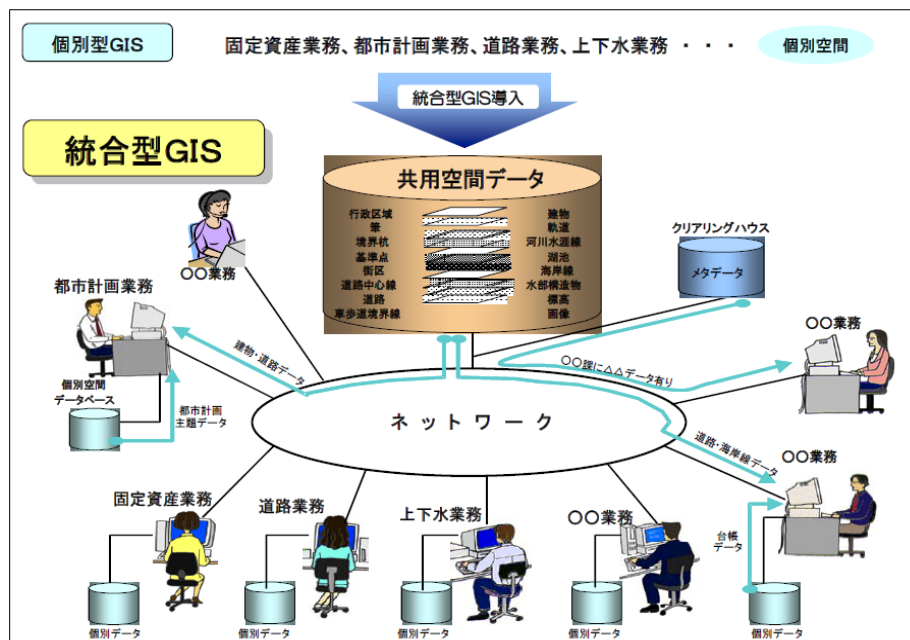 個別型GIS
固定資産業務、都市計画業務、道路業務、上下水業務 ・ ・ ・
個別空間
統合型GIS導入
統合型GIS
共用空間データ
行政区域
筆
境界杭
基準点
街区
道路中心線
道路
車歩道境界線
建物
軌道
河川水涯線
湖池
海岸線
水部構造物
標高
画像
クリアリングハウス
メタデータ
〇〇業務
都市計画業務
建物・道路データ
個別空間
データベース
都市計画
主題データ
〇〇課に△△データ有り
〇〇業務
ネットワーク
道路・海岸線データ
〇〇業務
台帳
データ
固定資産業務
道路業務
上下水業務
〇〇業務
個別データ
個別データ
個別データ
個別データ
個別データ